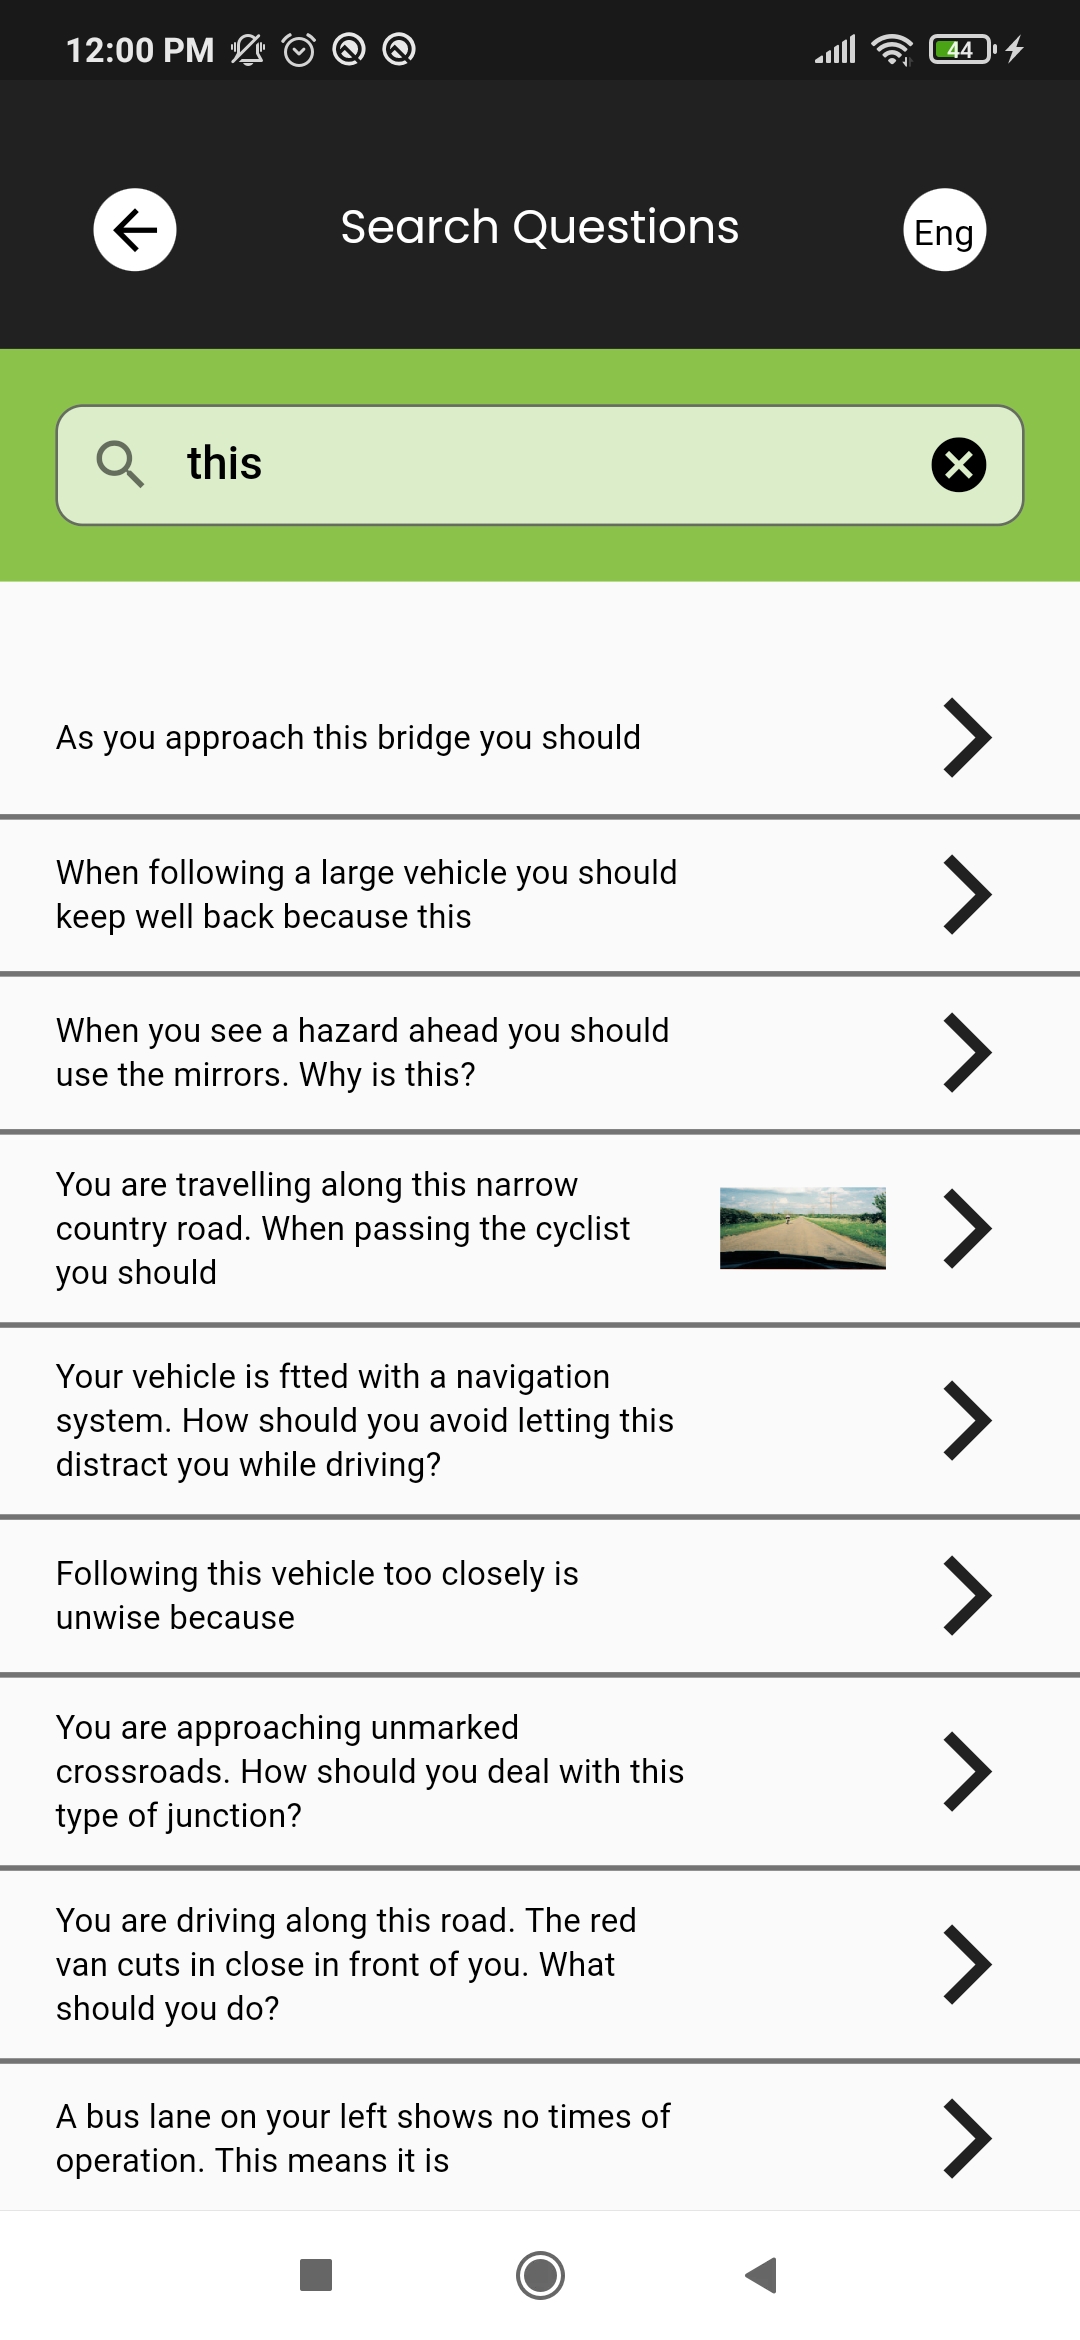 12:00 PM
44
Search Questions
Eng
this
As you approach this bridge you should
When following a large vehicle you should
keep well back because this
When you see a hazard ahead you should
use the mirrors. Why is this?
You are travelling along this narrow
country road. When passing the cyclist
you should
Your vehicle is ftted with a navigation
system. How should you avoid letting this
distract you while driving?
Following this vehicle too closely is
unwise because
You are approaching unmarked
crossroads. How should you deal with this
type of junction?
You are driving along this road. The red
van cuts in close in front of you. What
should you do?
A bus lane on your left shows no times of
operation. This means it is